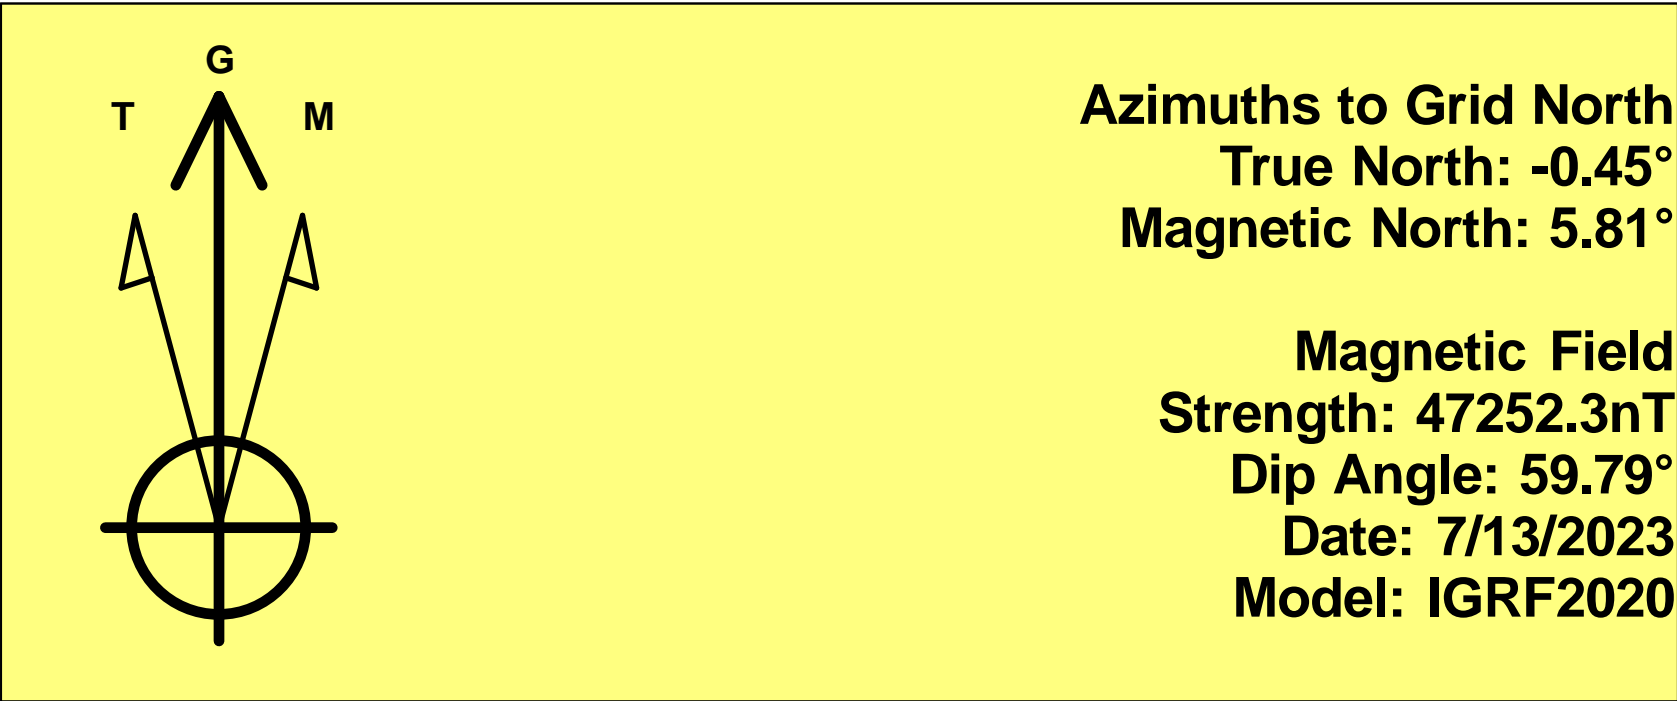 G
T
M
Azimuths to Grid North
True North: -0.45°
Magnetic North: 5.81°
Magnetic Field
Strength: 47252.3nT
Dip Angle: 59.79°
Date: 7/13/2023
Model: IGRF2020